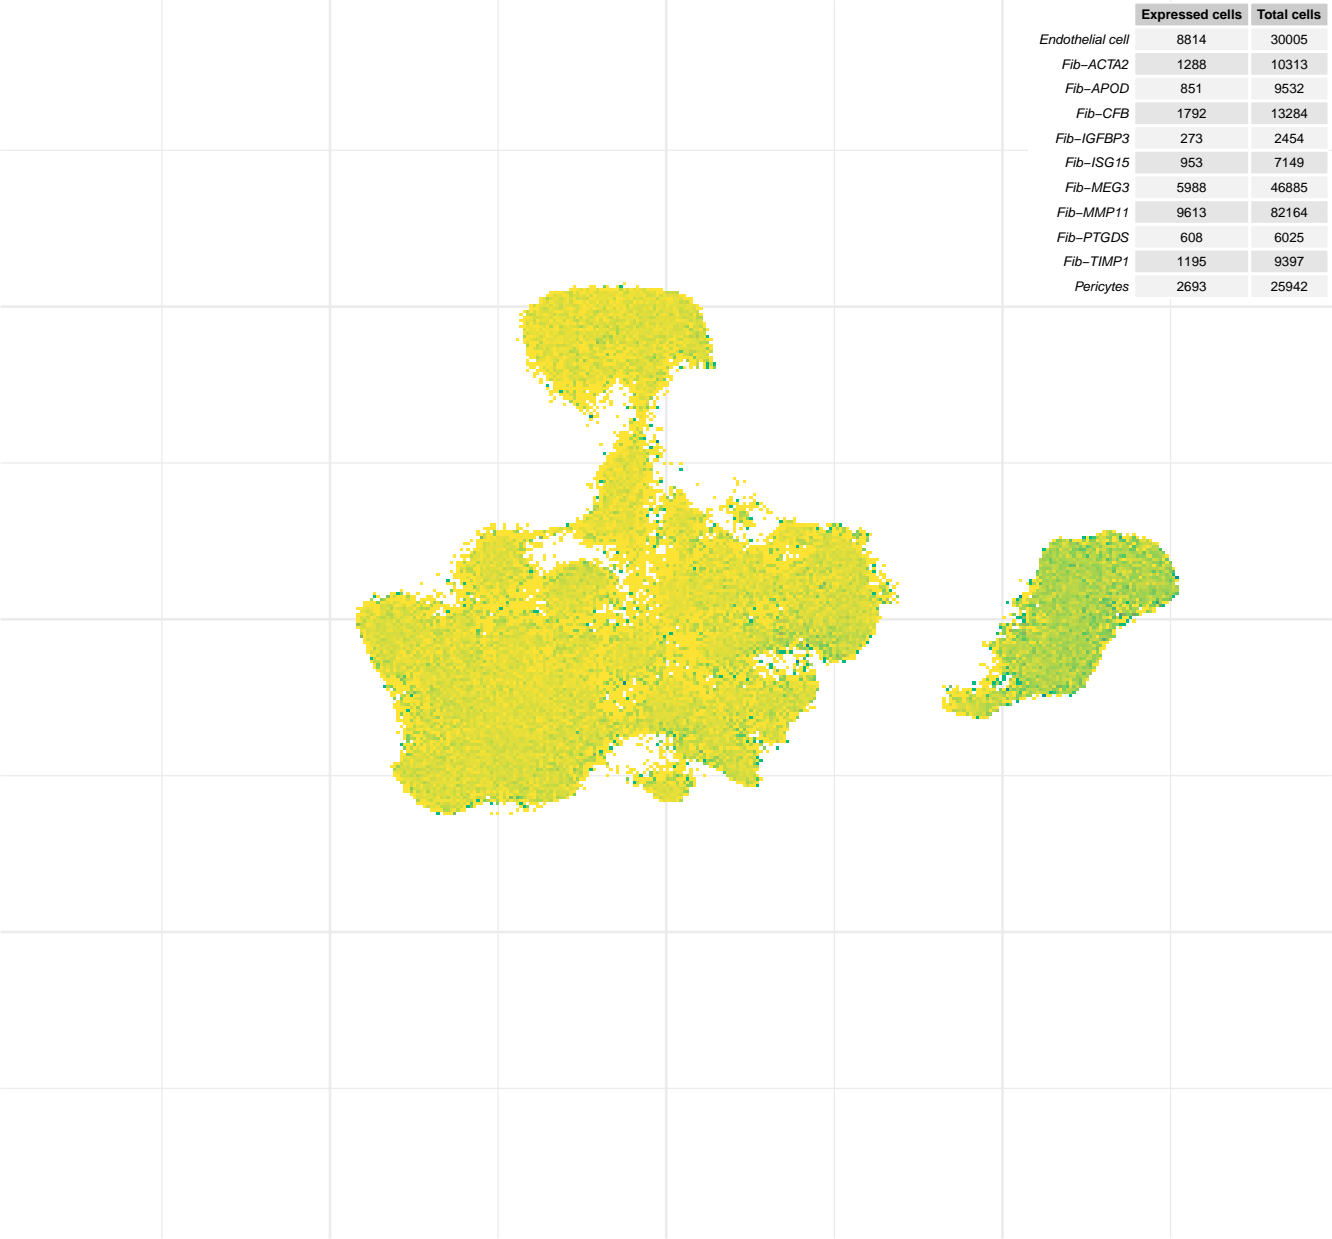 Expressed cells Total cells
Endothelial cell 8814 30005
Fib−ACTA2 1288 10313
Fib−APOD 851 9532
Fib−CFB 1792 13284
Fib−IGFBP3 273 2454
Fib−ISG15 953 7149
Fib−MEG3 5988 46885
Fib−MMP11 9613 82164
Fib−PTGDS 608 6025
Fib−TIMP1 1195 9397
Pericytes 2693 25942